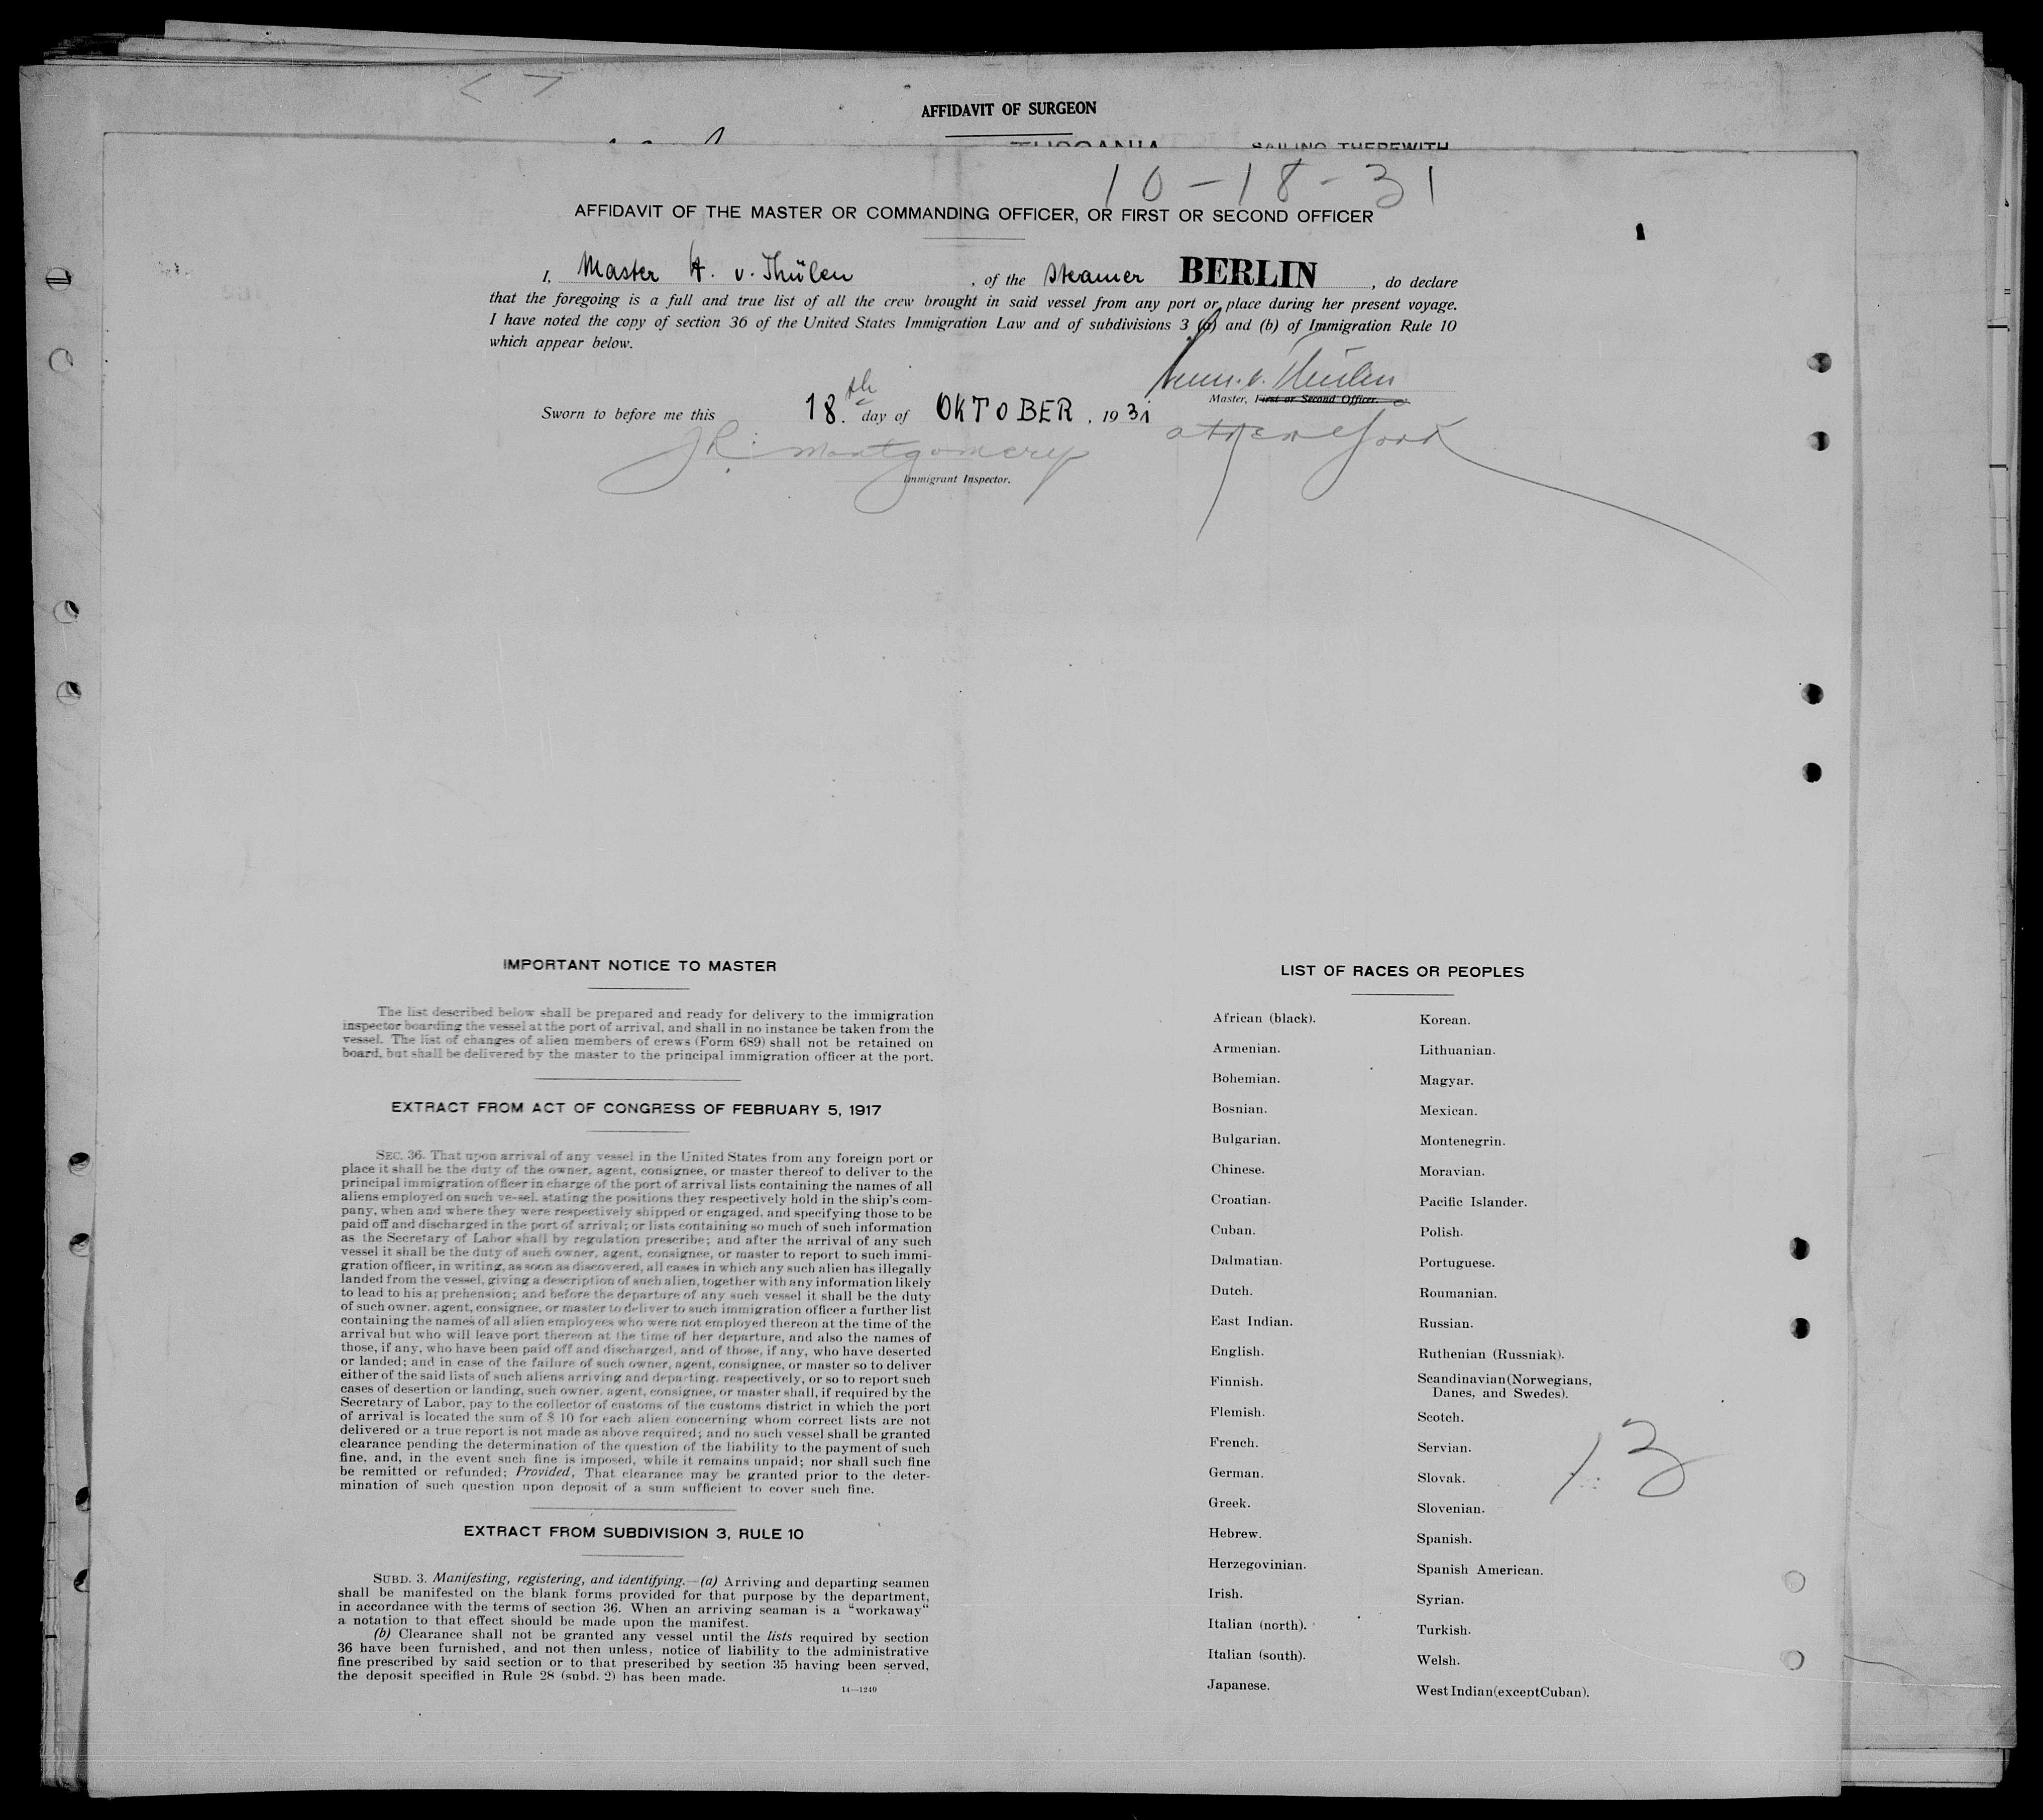 AFFIDAVIT OF SURGEON
TUSCANIA SAILING THEREWITH
10-18-31
AFFIDAVIT OF THE MASTER OR COMMANDING OFFICER, OR FIRST OR SECOND OFFICER
I, Master H. v. Thülen, of the steamer BERLIN, do declare
that the foregoing is a full and true list of all the crew brought in said vessel from any port or place during her present voyage.
I have noted the copy of section 36 of the United States Immigration Law and of subdivisions 3 (a) and (b) of Immigration Rule 10
which appear below.
v. Thülen
Master, First or Second Officer.
Sworn to before me this 18.th day of OKTOBER, 1931
at New York
JR Montgomery
Immigrant Inspector.
IMPORTANT NOTICE TO MASTER
The list described below shall be prepared and ready for delivery to the immigration
inspector boarding the vessel at the port of arrival, and shall in no instance be taken from the
vessel. The list of changes of alien members of crews (Form 689) shall not be retained on
board, but shall be delivered by the master to the principal immigration officer at the port.
EXTRACT FROM ACT OF CONGRESS OF FEBRUARY 5, 1917
SEC. 36. That upon arrival of any vessel in the United States from any foreign port or
place it shall be the duty of the owner, agent, consignee, or master thereof to deliver to the
principal immigration officer in charge of the port of arrival lists containing the names of all
aliens employed on such ve-sel, stating the positions they respectively hold in the ship's com-
pany, when and where they were respectively shipped or engaged, and specifying those to be
paid off and discharged in the port of arrival; or lists containing so much of such information
as the Secretary of Labor shall by regulation prescribe; and after the arrival of any such
vessel it shall be the duty of such owner, agent, consignee, or master to report to such immi-
gration officer, in writing, as soon as discovered, all cases in which any such alien has illegally
landed from the vessel, giving a description of such alien, together with any information likely
to lead to his ap prehension; and before the departure of any such vessel it shall be the duty
of such owner, agent, consignee, or master to deliver to such immigration officer a further list
containing the names of all alien employees who were not employed thereon at the time of the
arrival but who will leave port thereon at the time of her departure, and also the names of
those, if any, who have been paid off and discharged, and of those, if any, who have deserted
or landed; and in case of the failure of such owner, agent, consignee, or master so to deliver
either of the said lists of such aliens arriving and departing, respectively, or so to report such
cases of desertion or landing, such owner, agent, consignee, or master shall, if required by the
Secretary of Labor, pay to the collector of customs of the customs district in which the port
of arrival is located the sum of $ 10 for each alien concerning whom correct lists are not
delivered or a true report is not made as above required; and no such vessel shall be granted
clearance pending the determination of the question of the liability to the payment of such
fine, and, in the event such fine is imposed, while it remains unpaid; nor shall such fine
be remitted or refunded; Provided, That clearance may be granted prior to the deter-
mination of such question upon deposit of a sum sufficient to cover such fine.
EXTRACT FROM SUBDIVISION 3, RULE 10
SUBD. 3. Manifesting, registering, and identifying.—(a) Arriving and departing seamen
shall be manifested on the blank forms provided for that purpose by the department,
in accordance with the terms of section 36. When an arriving seaman is a "workaway"
a notation to that effect should be made upon the manifest.
(b) Clearance shall not be granted any vessel until the lists required by section
36 have been furnished, and not then unless, notice of liability to the administrative
fine prescribed by said section or to that prescribed by section 35 having been served,
the deposit specified in Rule 28 (subd. 2) has been made.
14—1240
LIST OF RACES OR PEOPLES
African (black).
Armenian.
Bohemian.
Bosnian.
Bulgarian.
Chinese.
Croatian.
Cuban.
Dalmatian.
Dutch.
East Indian.
English.
Finnish.
Flemish.
French.
German.
Greek.
Hebrew.
Herzegovinian.
Irish.
Italian (north).
Italian (south).
Japanese.
Korean.
Lithuanian.
Magyar.
Mexican.
Montenegrin.
Moravian.
Pacific Islander.
Polish.
Portuguese.
Roumanian.
Russian.
Ruthenian (Russniak).
Scandinavian(Norwegians,
Danes, and Swedes).
Scotch.
Servian.
Slovak.
Slovenian.
Spanish.
Spanish American.
Syrian.
Turkish.
Welsh.
West Indian(exceptCuban).
13